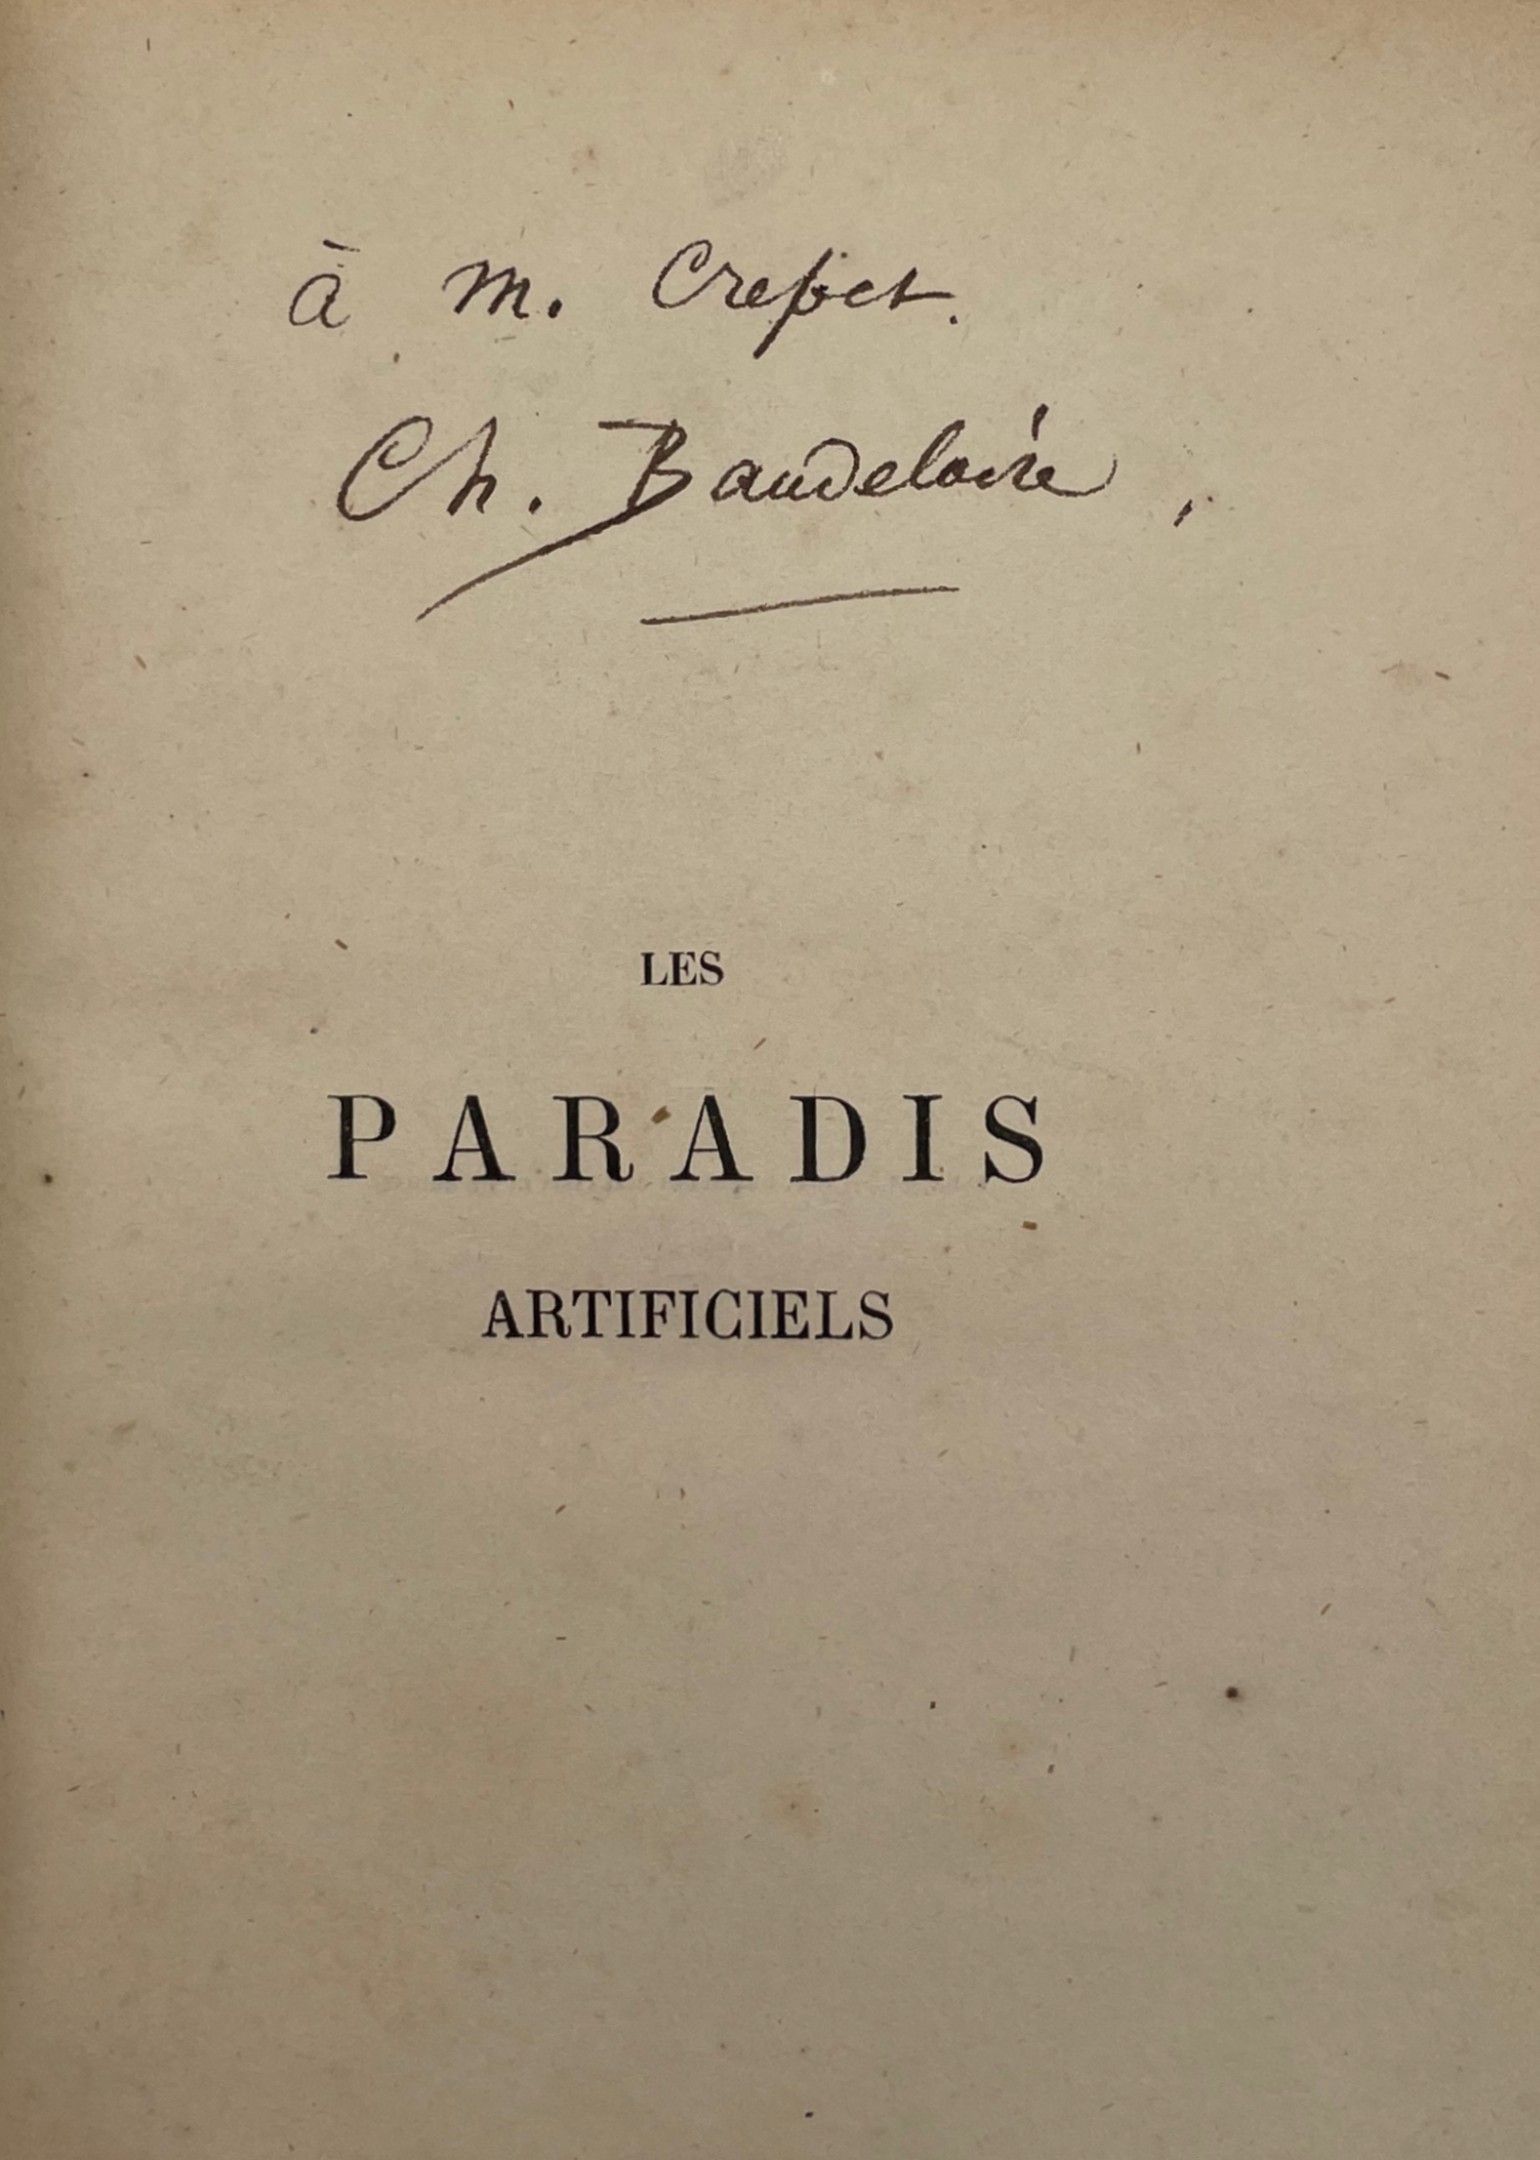 à M. Crepet.
Ch. Baudelaire,
LES
PARADIS
ARTIFICIELS